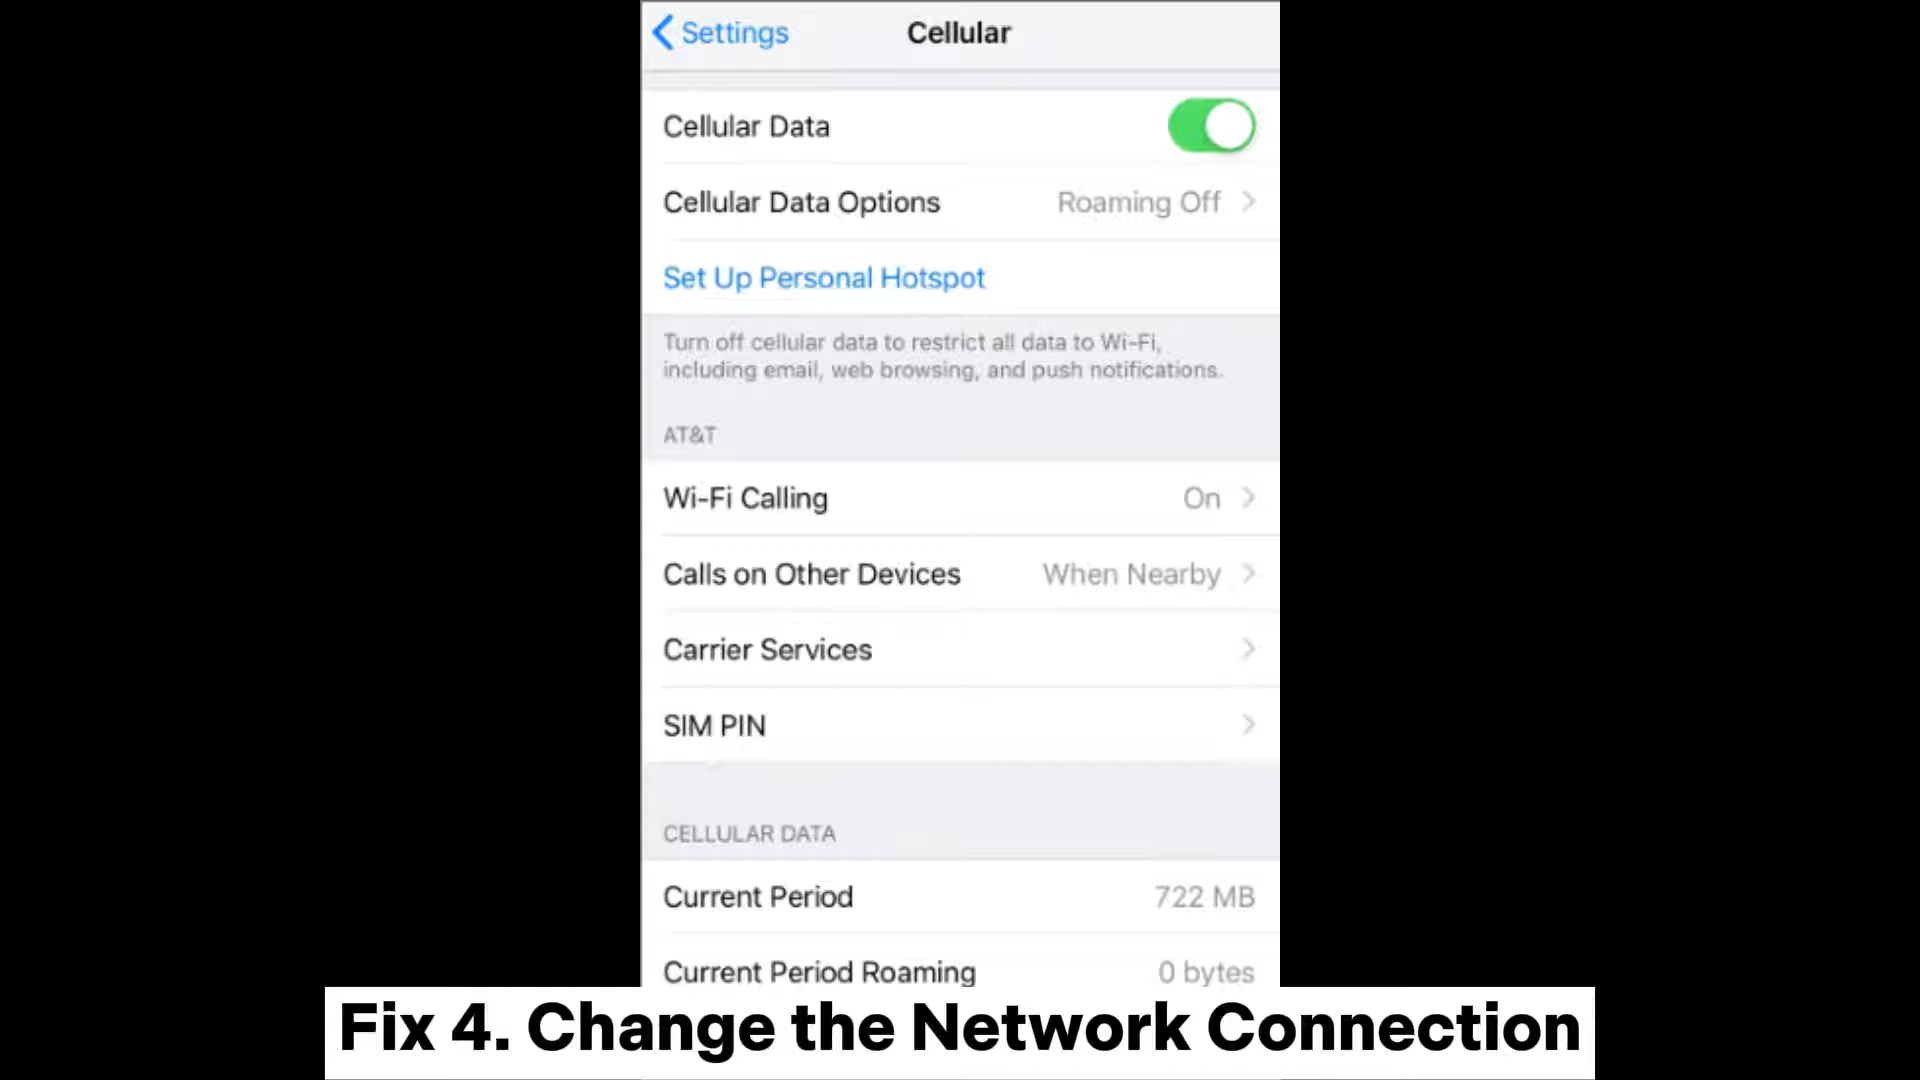 Settings
Cellular
Cellular Data
Cellular Data Options Roaming Off
Set Up Personal Hotspot
Turn off cellular data to restrict all data to Wi-Fi,
including email, web browsing, and push notifications.
AT&T
Wi-Fi Calling On
Calls on Other Devices When Nearby
Carrier Services
SIM PIN
CELLULAR DATA
Current Period 722 MB
Current Period Roaming 0 bytes
Fix 4. Change the Network Connection